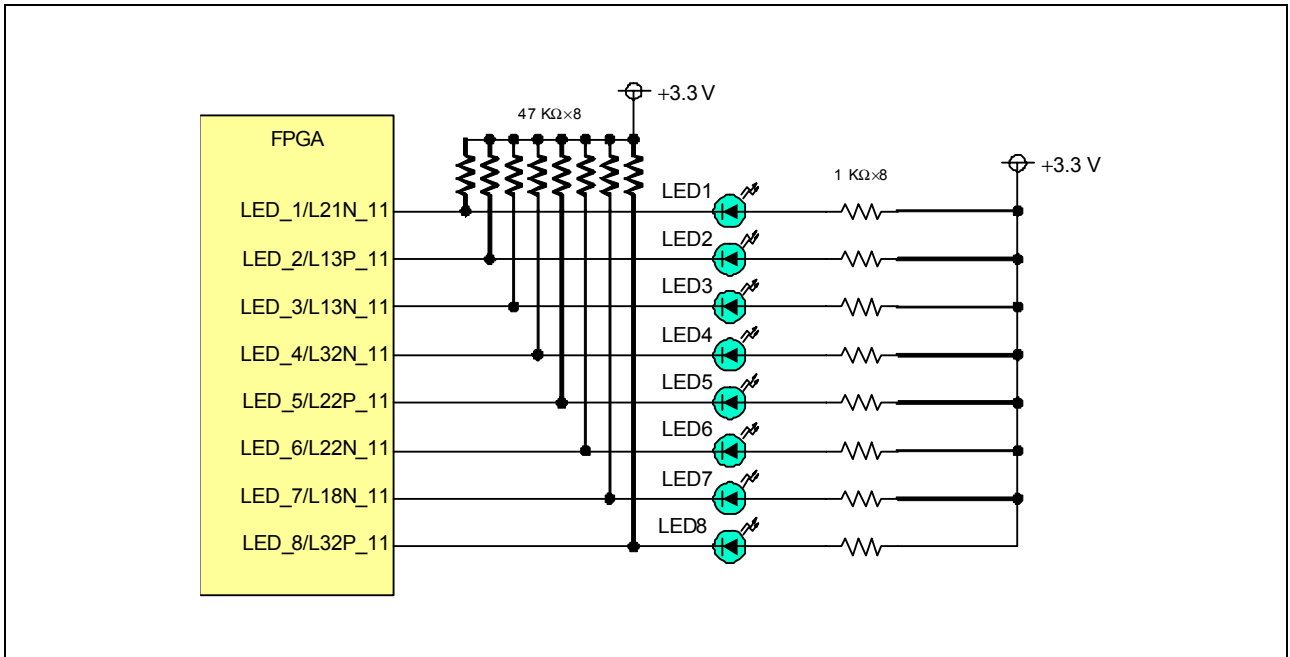 +3.3 V
47 KΩ×8
FPGA
+3.3 V
1 KΩ×8
LED_1/L21N_11
LED1
LED_2/L13P_11
LED2
LED_3/L13N_11
LED3
LED_4/L32N_11
LED4
LED_5/L22P_11
LED5
LED_6/L22N_11
LED6
LED_7/L18N_11
LED7
LED_8/L32P_11
LED8